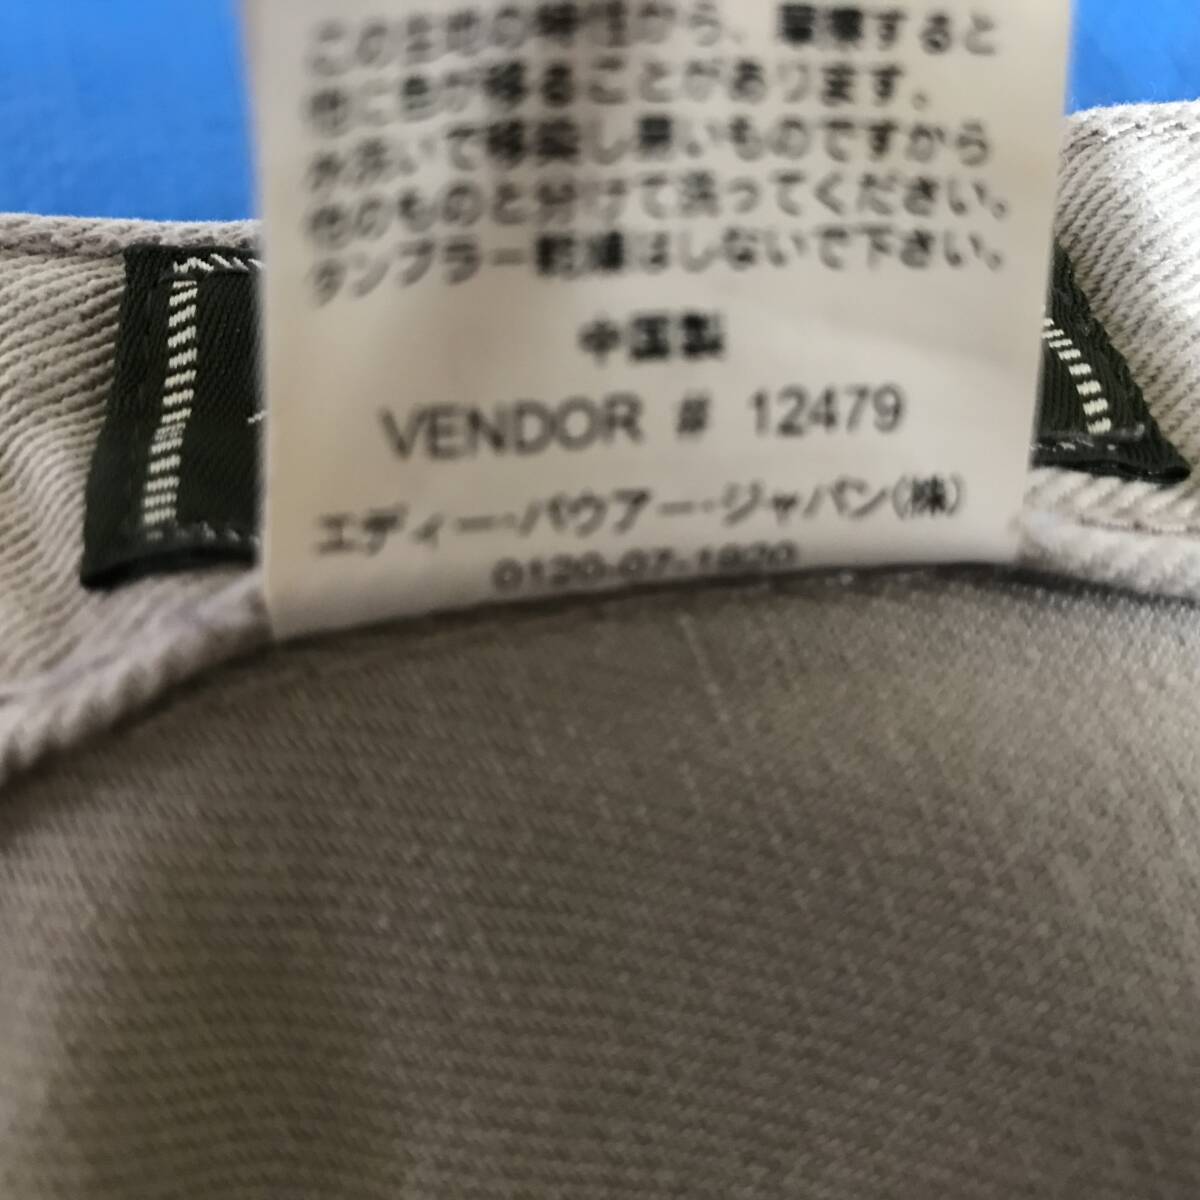 この生地の特性から、摩擦すると
他に色が移ることがあります。
水洗いで移染し悪いものですから
他のものと分けて洗ってください。
タンブラー乾燥はしないで下さい。
中国製
VENDOR # 12479
エディー・バウアー・ジャパン(株)
0120-07-1920